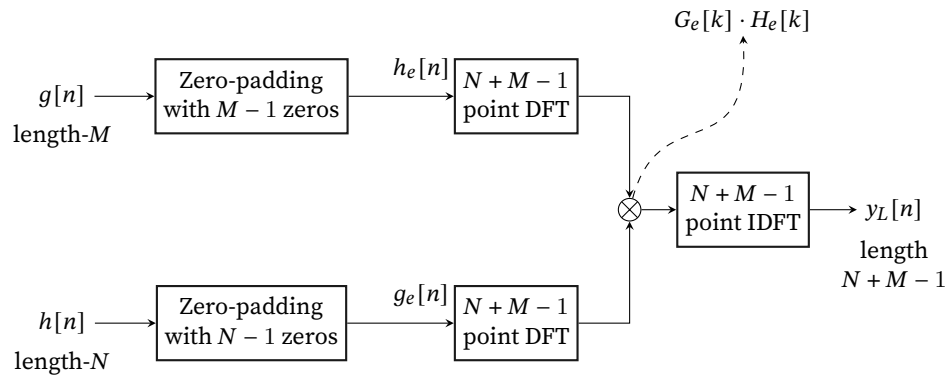 G_e[k] · H_e[k]
g[n]
length-M
Zero-padding
with M − 1 zeros
h_e[n]
N + M − 1
point DFT
N + M − 1
point IDFT
y_L[n]
length
N + M − 1
h[n]
length-N
Zero-padding
with N − 1 zeros
g_e[n]
N + M − 1
point DFT